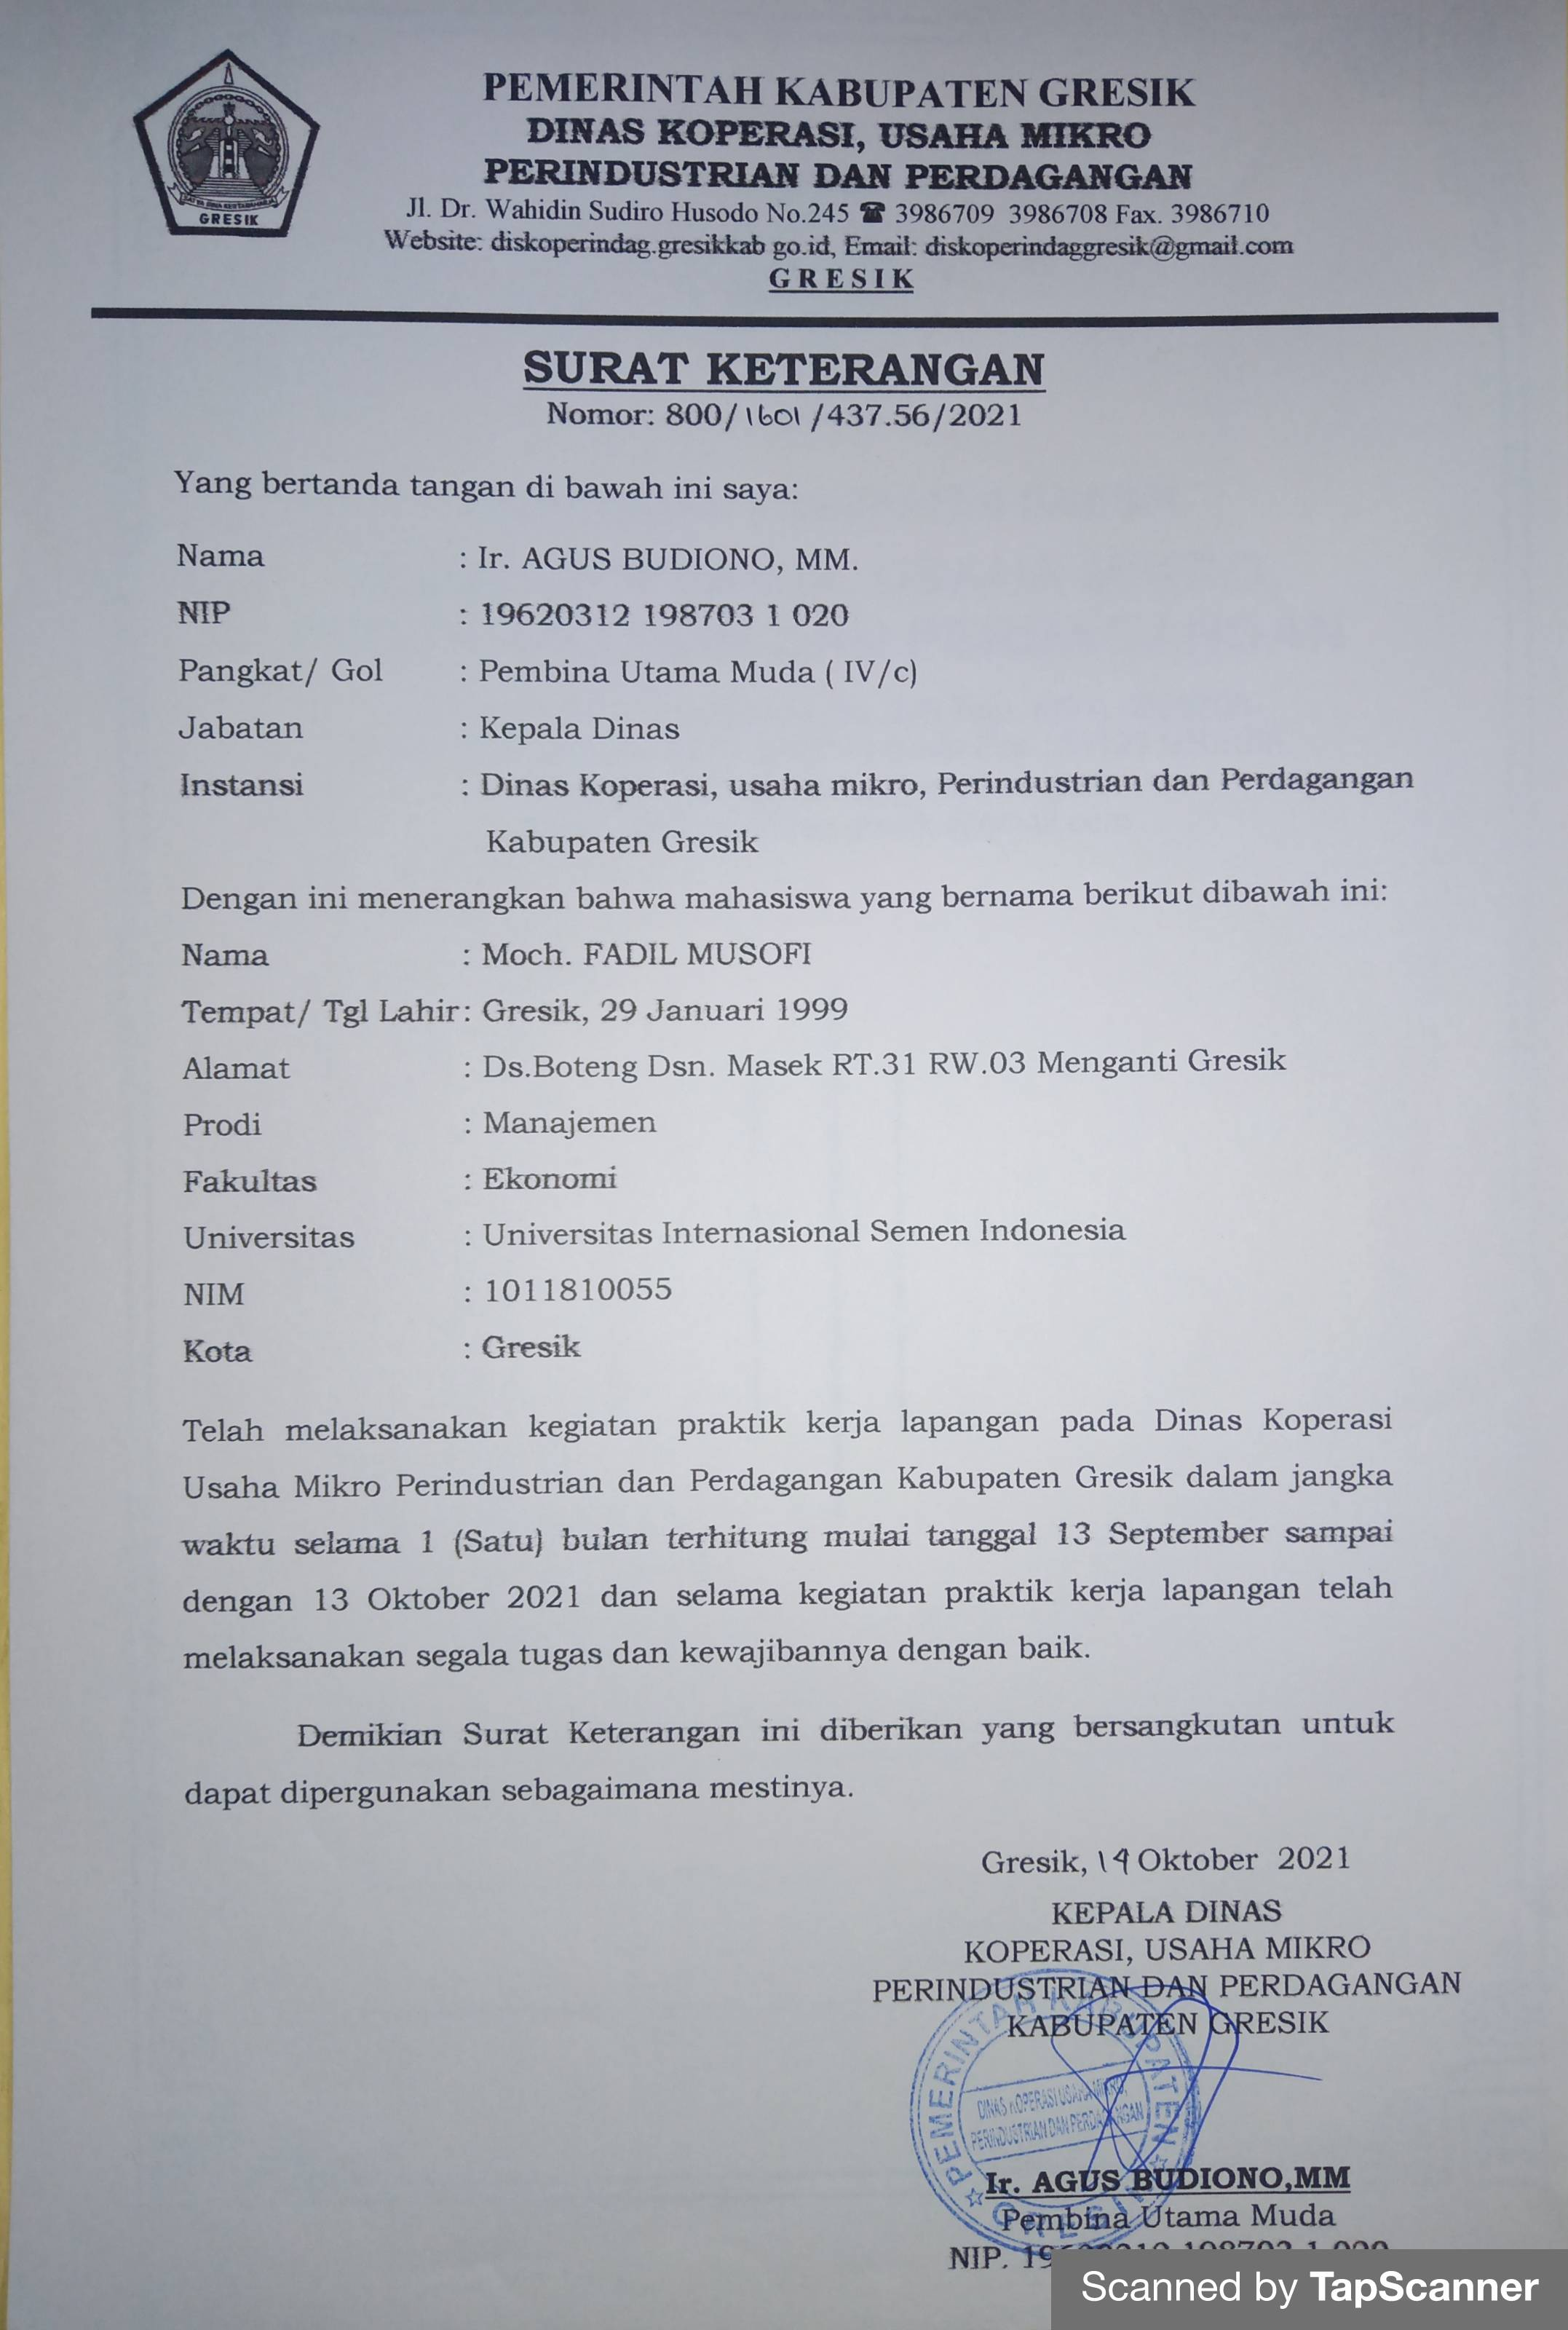 GRESIK
PEMERINTAH KABUPATEN GRESIK
DINAS KOPERASI, USAHA MIKRO
PERINDUSTRIAN DAN PERDAGANGAN
Jl. Dr. Wahidin Sudiro Husodo No.245 ☎ 3986709 3986708 Fax. 3986710
Website: diskoperindag.gresikkab go.id, Email: diskoperindaggresik@gmail.com
GRESIK
SURAT KETERANGAN
Nomor: 800/1601/437.56/2021
Yang bertanda tangan di bawah ini saya:
Nama : Ir. AGUS BUDIONO, MM.
NIP : 19620312 198703 1 020
Pangkat/ Gol : Pembina Utama Muda ( IV/c)
Jabatan : Kepala Dinas
Instansi : Dinas Koperasi, usaha mikro, Perindustrian dan Perdagangan
Kabupaten Gresik
Dengan ini menerangkan bahwa mahasiswa yang bernama berikut dibawah ini:
Nama : Moch. FADIL MUSOFI
Tempat/ Tgl Lahir: Gresik, 29 Januari 1999
Alamat : Ds.Boteng Dsn. Masek RT.31 RW.03 Menganti Gresik
Prodi : Manajemen
Fakultas : Ekonomi
Universitas : Universitas Internasional Semen Indonesia
NIM : 1011810055
Kota : Gresik
Telah melaksanakan kegiatan praktik kerja lapangan pada Dinas Koperasi
Usaha Mikro Perindustrian dan Perdagangan Kabupaten Gresik dalam jangka
waktu selama 1 (Satu) bulan terhitung mulai tanggal 13 September sampai
dengan 13 Oktober 2021 dan selama kegiatan praktik kerja lapangan telah
melaksanakan segala tugas dan kewajibannya dengan baik.
Demikian Surat Keterangan ini diberikan yang bersangkutan untuk
dapat dipergunakan sebagaimana mestinya.
Gresik, Oktober 2021
KEPALA DINAS
KOPERASI, USAHA MIKRO
PERINDUSTRIAN DAN PERDAGANGAN
KABUPATEN GRESIK
PEMERINTAH KABUPATEN
DINAS KOPERASI USAHA MIKRO,
PERINDUSTRIAN DAN PERDAGANGAN
GRESIK
Ir. AGUS BUDIONO,MM
Pembina Utama Muda
NIP.
Scanned by TapScanner